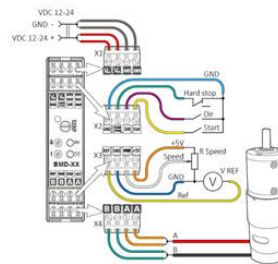 VDC 12-24
GND -
VDC 12-24 +
X1
GND
Hard stop
Dir
Start
X2
BMD-XX
X3
+5V
Speed
R Speed
V REF
GND
V
Ref
X4
B B A A
A
B